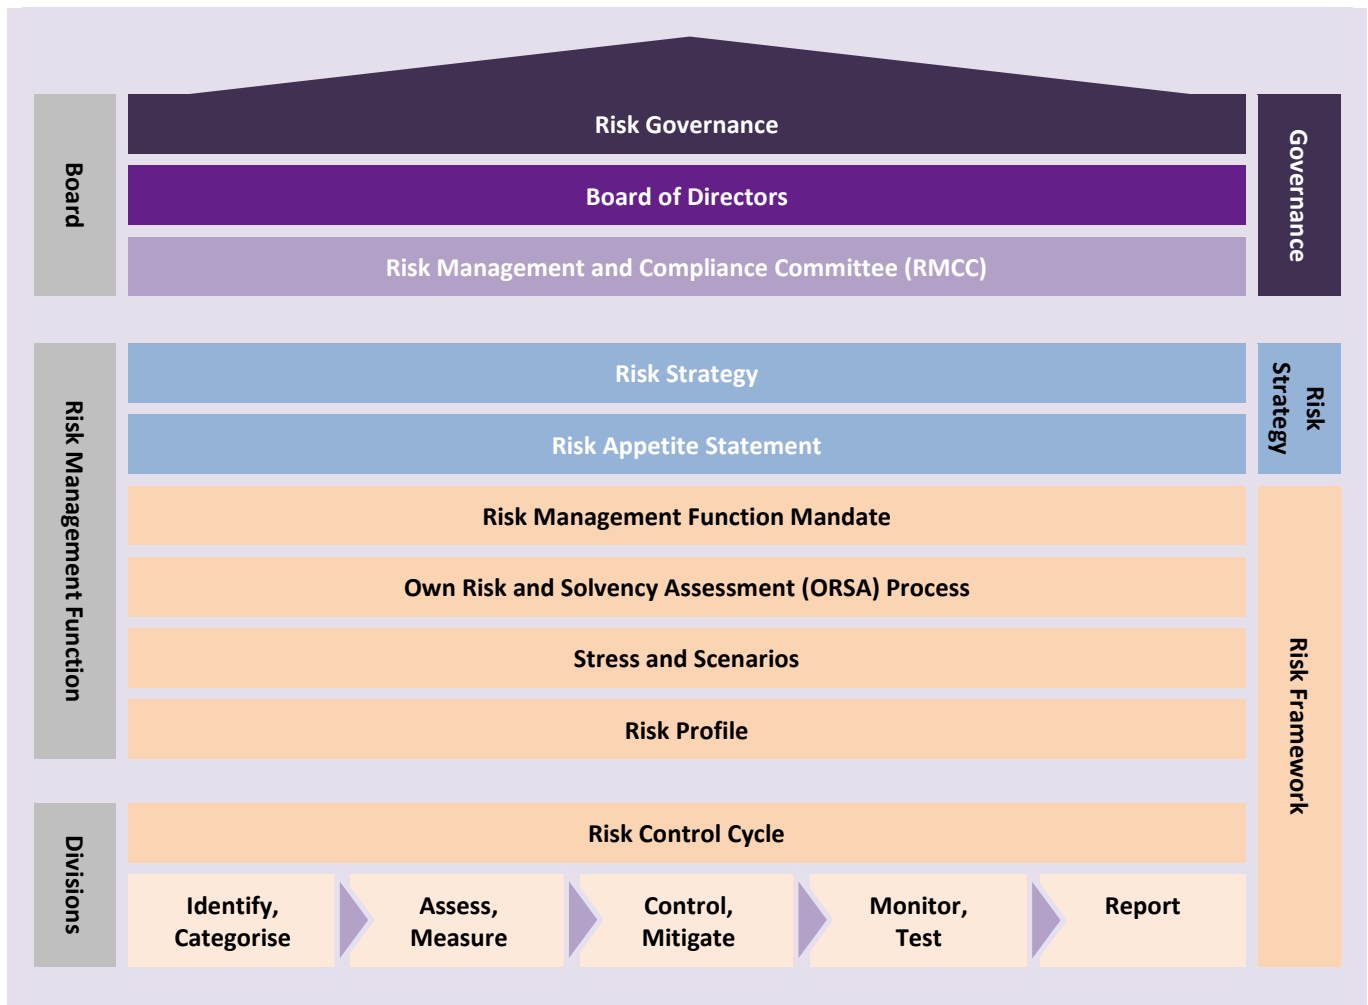 Board
Risk Governance
Board of Directors
Risk Management and Compliance Committee (RMCC)
Governance
Risk Management Function
Risk Strategy
Risk Appetite Statement
Risk
Strategy
Risk Management Function Mandate
Own Risk and Solvency Assessment (ORSA) Process
Stress and Scenarios
Risk Profile
Risk Framework
Divisions
Risk Control Cycle
Identify,
Categorise
Assess,
Measure
Control,
Mitigate
Monitor,
Test
Report